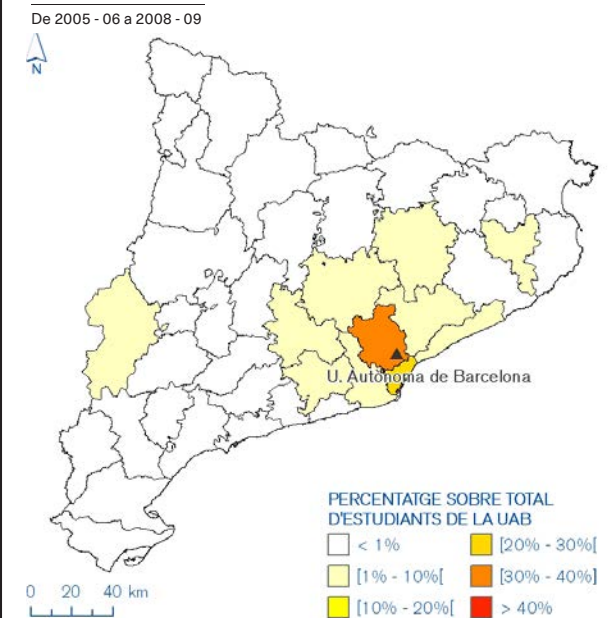 De 2005 - 06 a 2008 - 09
N
U. Autònoma de Barcelona
PERCENTATGE SOBRE TOTAL
D'ESTUDIANTS DE LA UAB
< 1%
[20% - 30%[
[1% - 10%[
[30% - 40%]
[10% - 20%[
> 40%
0 20 40 km